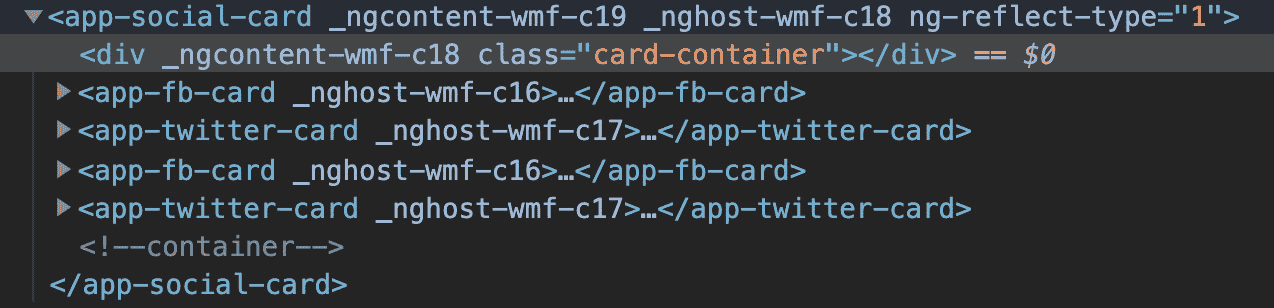 <app-social-card _ngcontent-wmf-c19 _nghost-wmf-c18 ng-reflect-type="1">
<div _ngcontent-wmf-c18 class="card-container"></div> == $0
<app-fb-card _nghost-wmf-c16>…</app-fb-card>
<app-twitter-card _nghost-wmf-c17>…</app-twitter-card>
<app-fb-card _nghost-wmf-c16>…</app-fb-card>
<app-twitter-card _nghost-wmf-c17>…</app-twitter-card>
<!--container-->
</app-social-card>